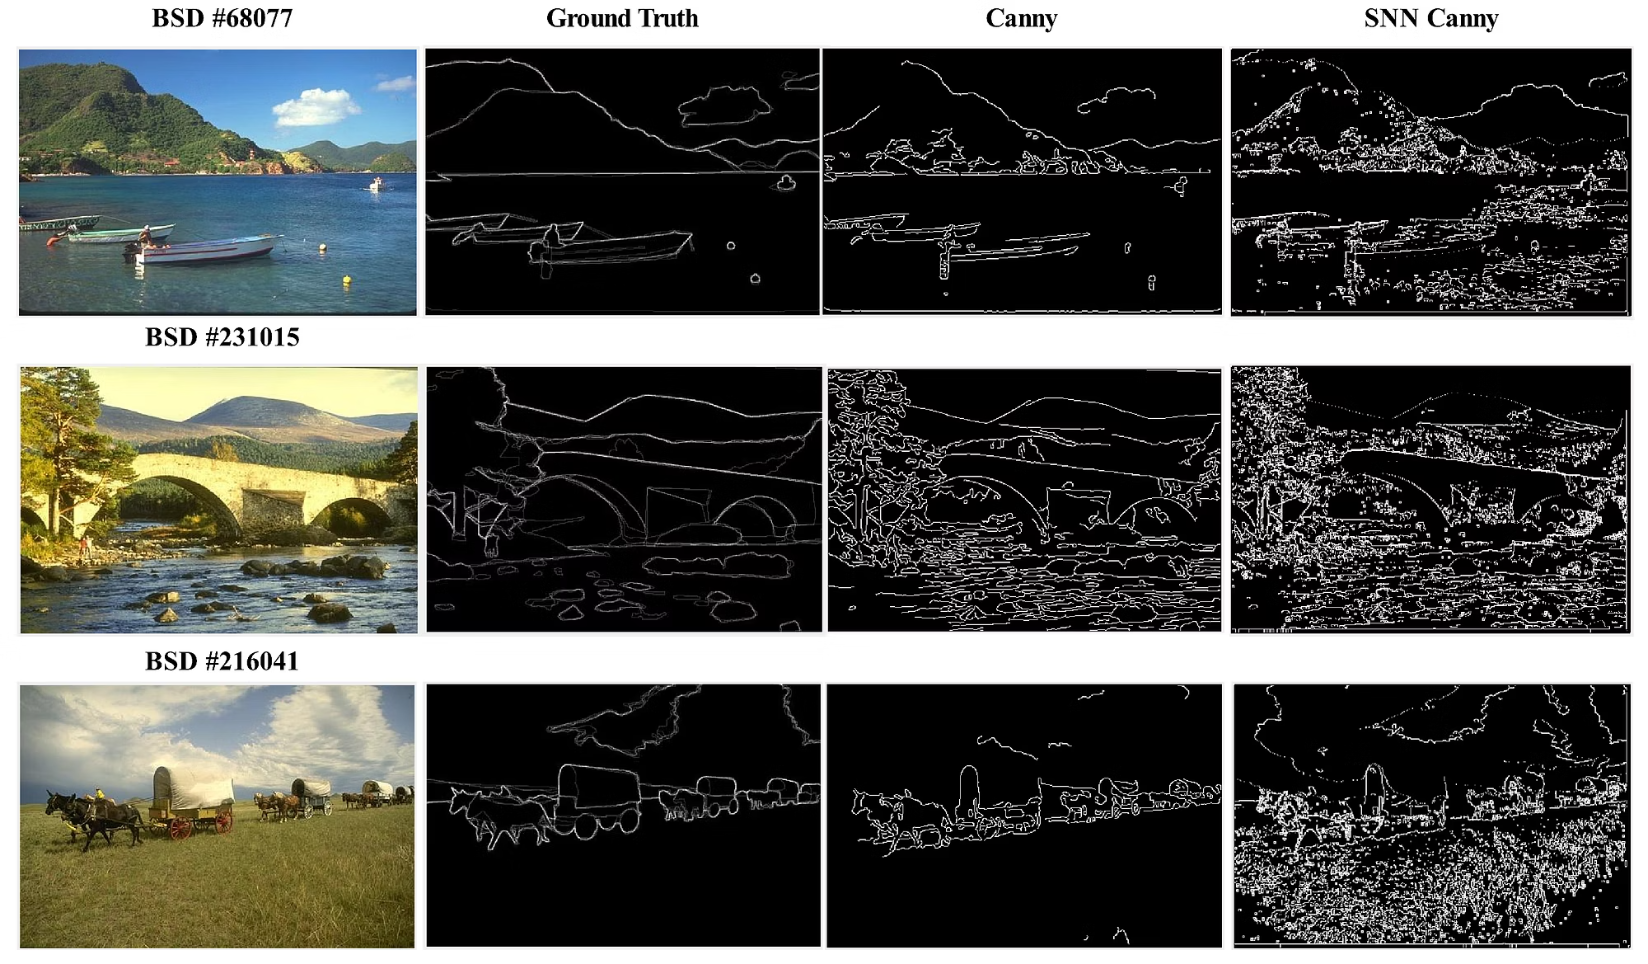 BSD #68077
Ground Truth
Canny
SNN Canny
BSD #231015
BSD #216041